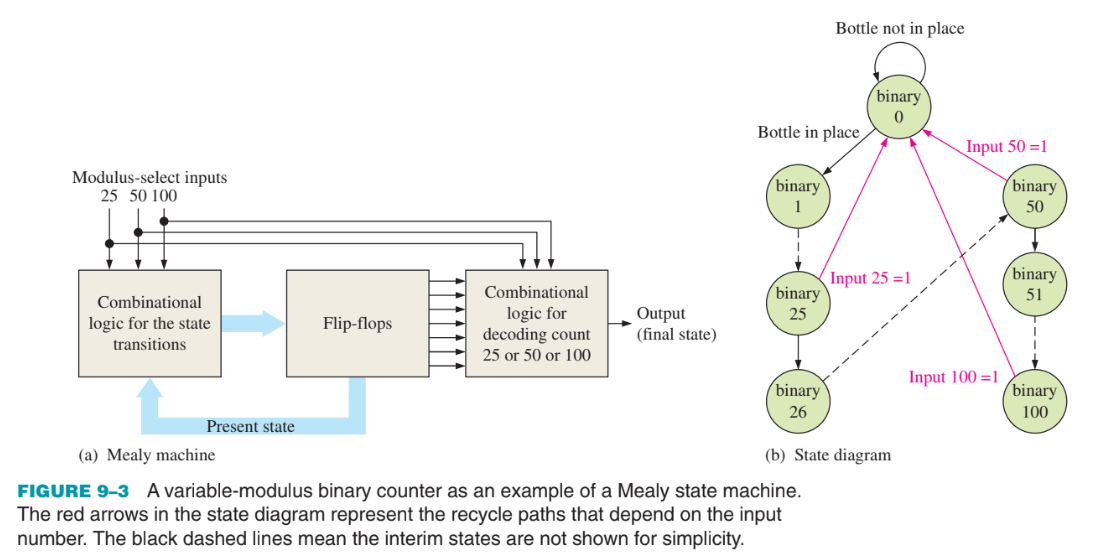 Modulus-select inputs
25 50 100
Combinational
logic for the state
transitions
Flip-flops
Combinational
logic for
decoding count
25 or 50 or 100
Output
(final state)
Present state
(a) Mealy machine
Bottle not in place
binary
0
Bottle in place
Input 50 =1
binary
1
binary
50
Input 25 =1
binary
25
binary
51
Input 100 =1
binary
26
binary
100
(b) State diagram
FIGURE 9–3 A variable-modulus binary counter as an example of a Mealy state machine.
The red arrows in the state diagram represent the recycle paths that depend on the input
number. The black dashed lines mean the interim states are not shown for simplicity.